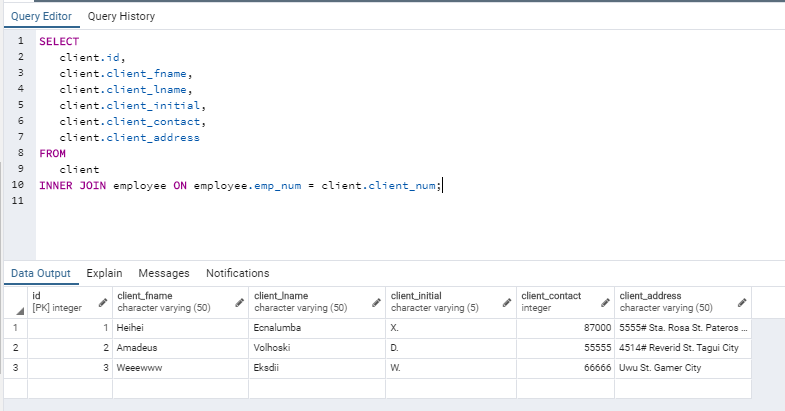 Query Editor Query History
1 SELECT
2 client.id,
3 client.client_fname,
4 client.client_lname,
5 client.client_initial,
6 client.client_contact,
7 client.client_address
8 FROM
9 client
10 INNER JOIN employee ON employee.emp_num = client.client_num;
11
Data Output Explain Messages Notifications
id client_fname client_lname client_initial client_contact client_address
[PK] integer character varying (50) character varying (50) character varying (5) integer character varying (50)
1 1 Heihei Ecnalumba X. 87000 5555# Sta. Rosa St. Pateros ...
2 2 Amadeus Volhoski D. 55555 4514# Reverid St. Tagui City
3 3 Weeewww Eksdii W. 66666 Uwu St. Gamer City